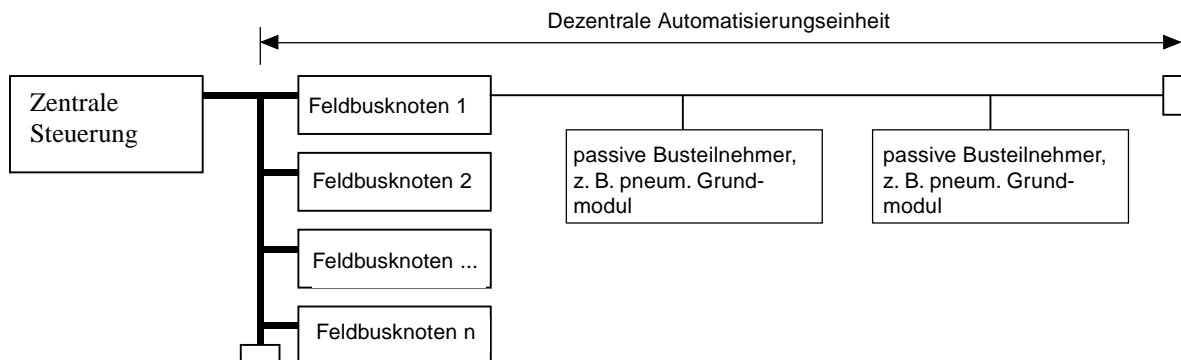 Dezentrale Automatisierungseinheit
Zentrale
Steuerung
Feldbusknoten 1
passive Busteilnehmer,
z. B. pneum. Grund-
modul
passive Busteilnehmer,
z. B. pneum. Grund-
modul
Feldbusknoten 2
Feldbusknoten ...
Feldbusknoten n